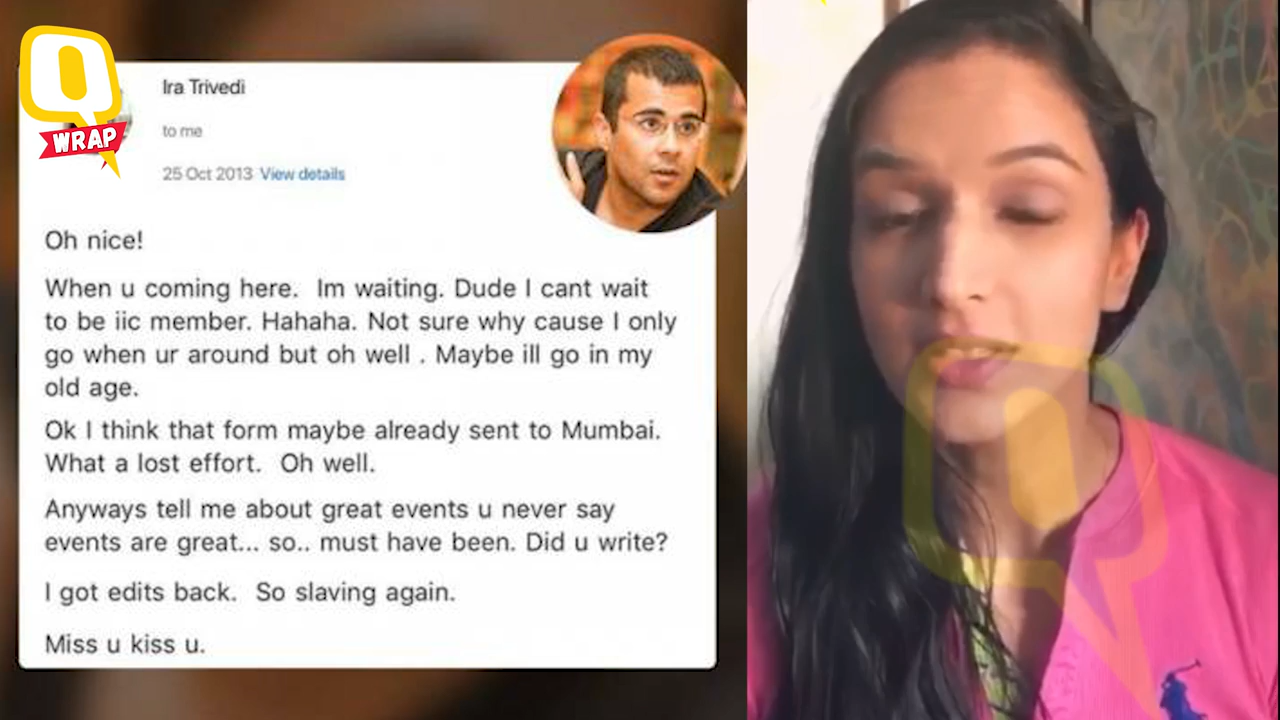 Q
WRAP
Ira Trivedi
to me
25 Oct 2013 View details
Oh nice!
When u coming here. Im waiting. Dude I cant wait
to be iic member. Hahaha. Not sure why cause I only
go when ur around but oh well . Maybe ill go in my
old age.
Ok I think that form maybe already sent to Mumbai.
What a lost effort. Oh well.
Anyways tell me about great events u never say
events are great... so.. must have been. Did u write?
I got edits back. So slaving again.
Miss u kiss u.